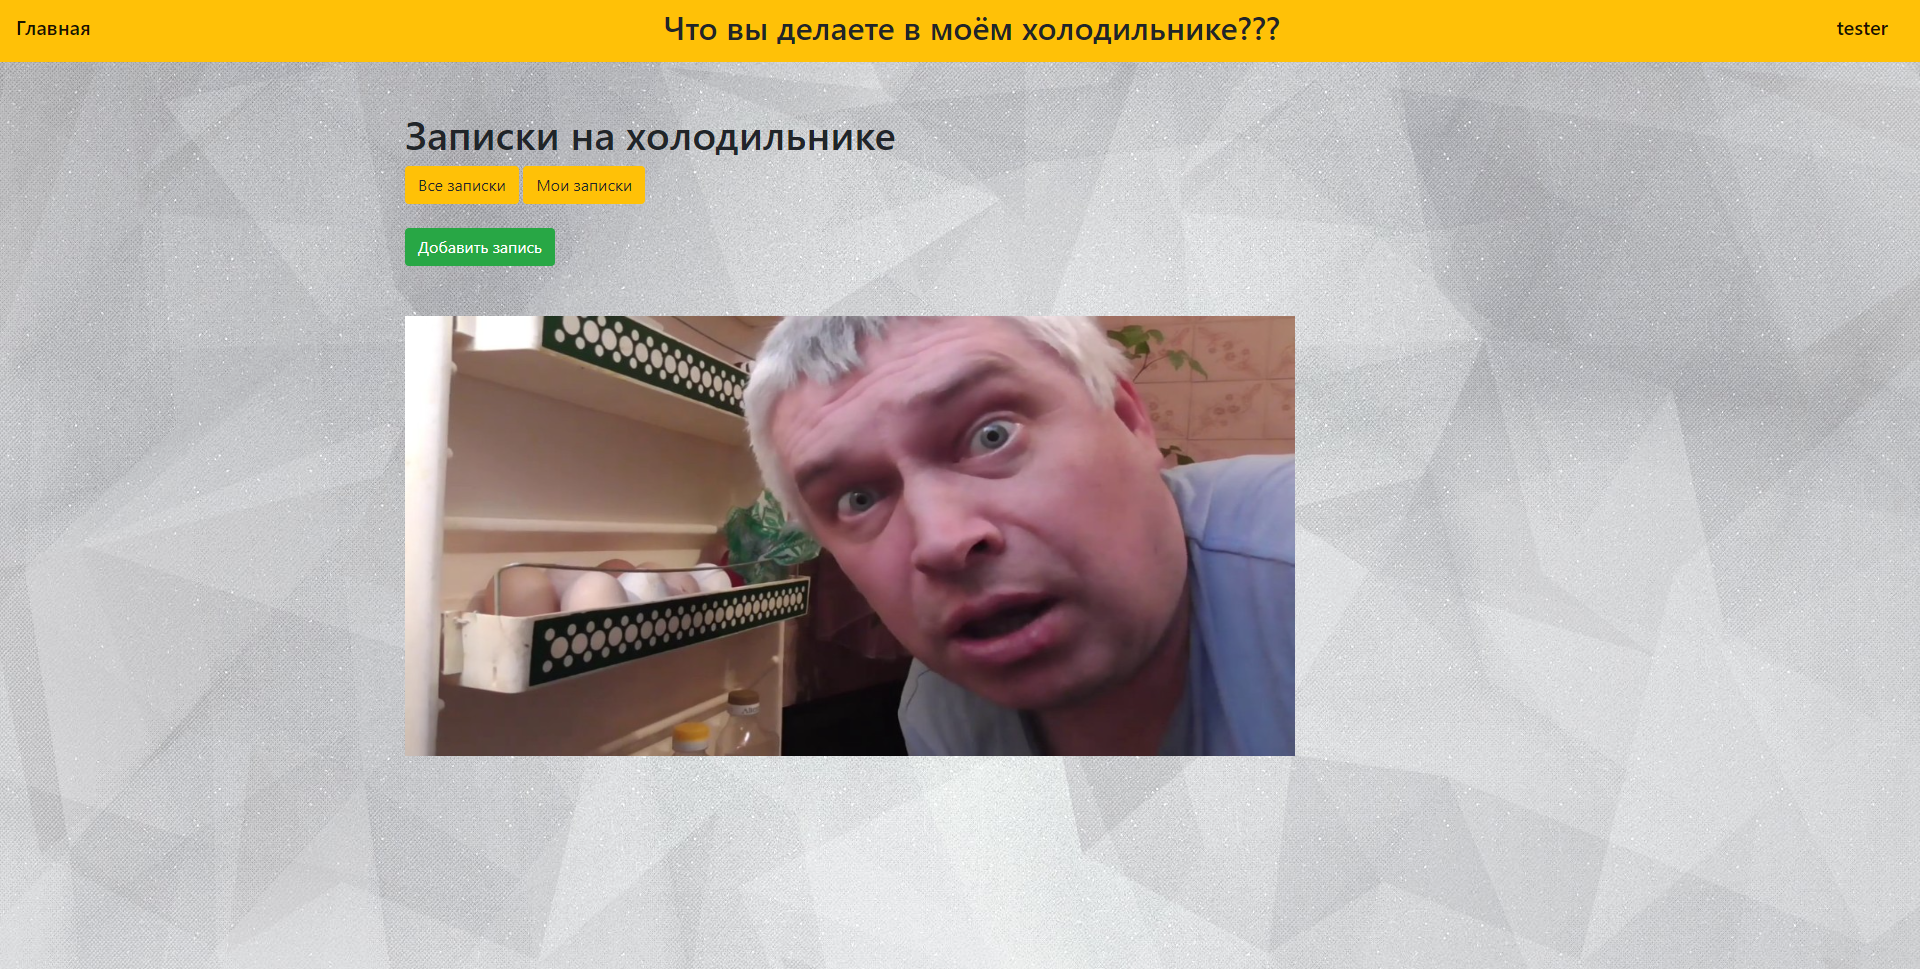 Главная
Что вы делаете в моём холодильнике???
tester
Записки на холодильнике
Все записки
Мои записки
Добавить запись